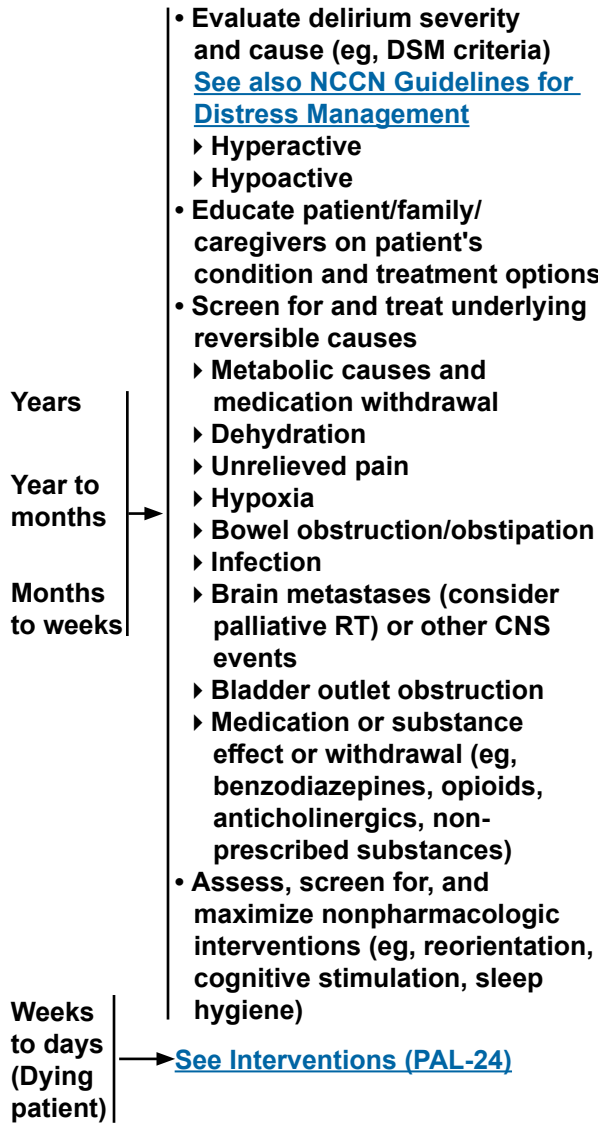 • Evaluate delirium severity
and cause (eg, DSM criteria)
See also NCCN Guidelines for
Distress Management
▸ Hyperactive
▸ Hypoactive
• Educate patient/family/
caregivers on patient's
condition and treatment options
• Screen for and treat underlying
reversible causes
▸ Metabolic causes and
medication withdrawal
▸ Dehydration
▸ Unrelieved pain
▸ Hypoxia
▸ Bowel obstruction/obstipation
▸ Infection
▸ Brain metastases (consider
palliative RT) or other CNS
events
▸ Bladder outlet obstruction
▸ Medication or substance
effect or withdrawal (eg,
benzodiazepines, opioids,
anticholinergics, non-
prescribed substances)
• Assess, screen for, and
maximize nonpharmacologic
interventions (eg, reorientation,
cognitive stimulation, sleep
hygiene)
Years
Year to
months
Months
to weeks
Weeks
to days
(Dying
patient)
See Interventions (PAL-24)